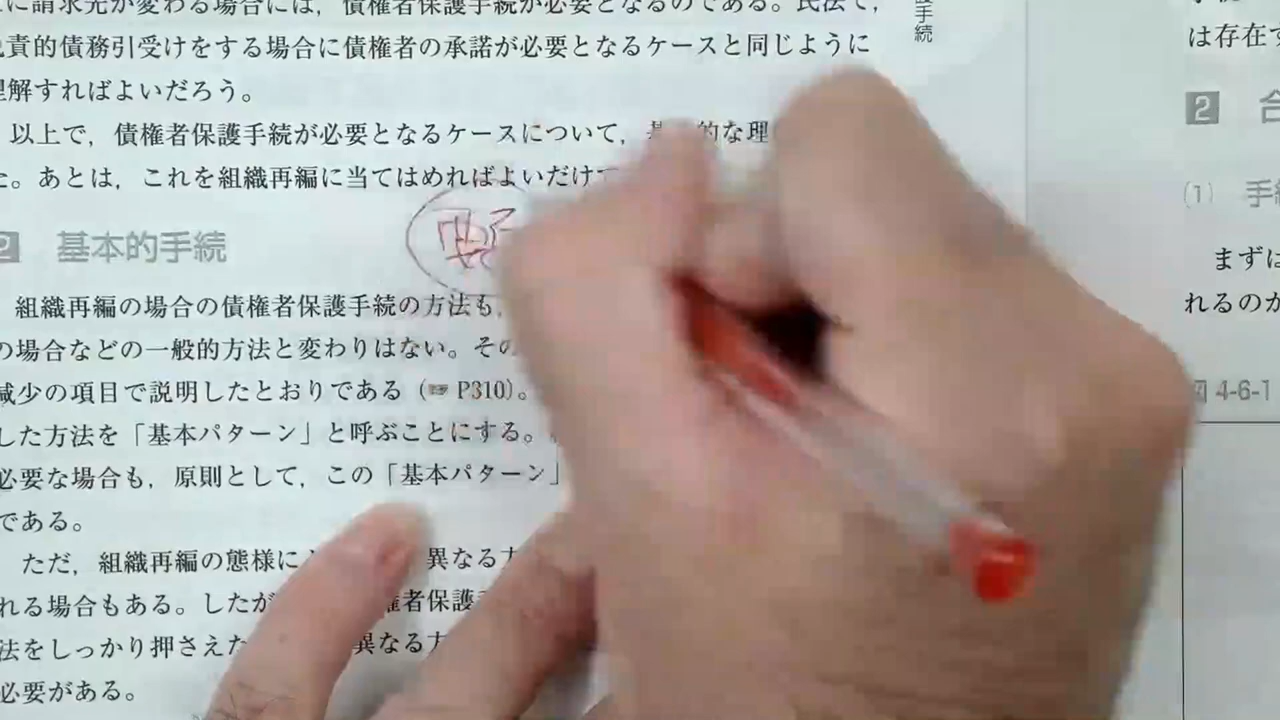 に請求先が変わる場合には，債権者保護手続が必要となるのである。民法で，
責的債務引受けをする場合に債権者の承諾が必要となるケースと同じように
解すればよいだろう。
以上で，債権者保護手続が必要となるケースについて，基 的な理
。あとは，これを組織再編に当てはめればよいだけ
2 基本的手続
組織再編の場合の債権者保護手続の方法も，
の場合などの一般的方法と変わりはない。その
減少の項目で説明したとおりである（☞ P310）。
した方法を「基本パターン」と呼ぶことにする。
必要な場合も，原則として，この「基本パターン」
である。
ただ，組織再編の態様に 異なる
れる場合もある。したが 権者保護
法をしっかり押さえた 異なる
必要がある。
手続
は存在す
2 合
(1) 手
まずは
れるのか
図 4-6-1